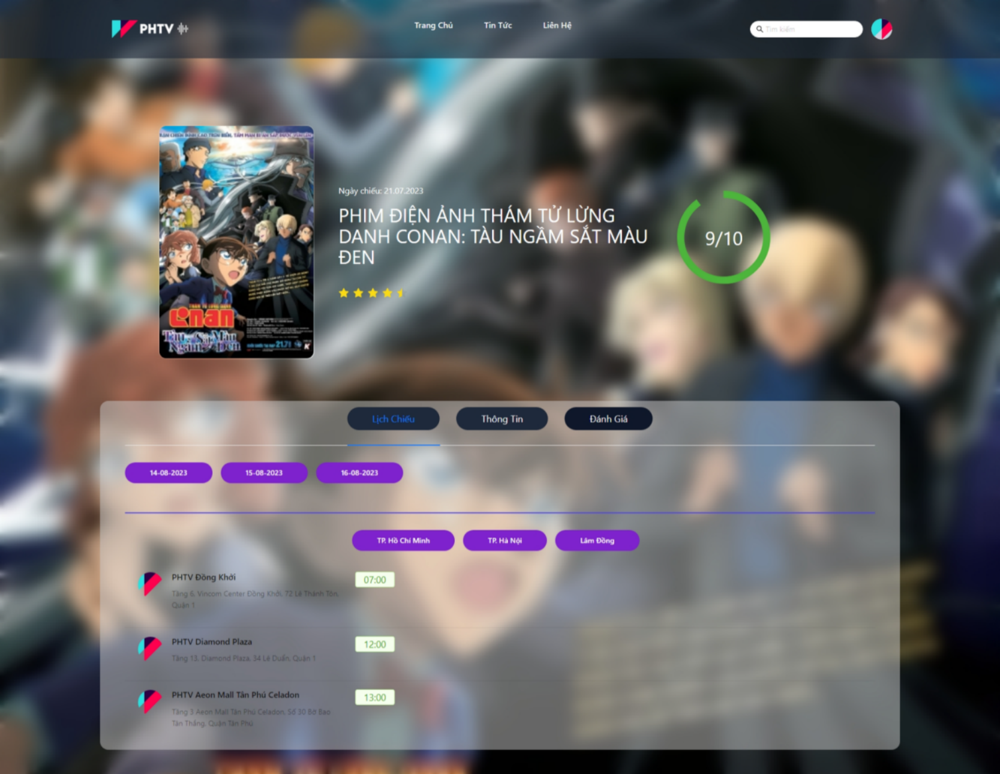 PHTV
Trang Chủ
Tin Tức
Liên Hệ
Tìm kiếm
Ngày chiếu: 21.07.2023
PHIM ĐIỆN ẢNH THÁM TỬ LỪNG
DANH CONAN: TÀU NGẦM SẮT MÀU
ĐEN
9/10
THÁM TỬ LỪNG DANH
Conan
Tàu Ngầm Sắt Màu Đen
21.7
K
Lịch Chiếu
Thông Tin
Đánh Giá
14-08-2023
15-08-2023
16-08-2023
TP. Hồ Chí Minh
TP. Hà Nội
Lâm Đồng
PHTV Đồng Khởi
07:00
Tầng 6, Vincom Center Đồng Khởi, 72 Lê Thánh Tôn,
Quận 1
PHTV Diamond Plaza
12:00
Tầng 13, Diamond Plaza, 34 Lê Duẩn, Quận 1
PHTV Aeon Mall Tân Phú Celadon
13:00
Tầng 3 Aeon Mall Tân Phú Celadon, Số 30 Bờ Bao
Tân Thắng, Quận Tân Phú